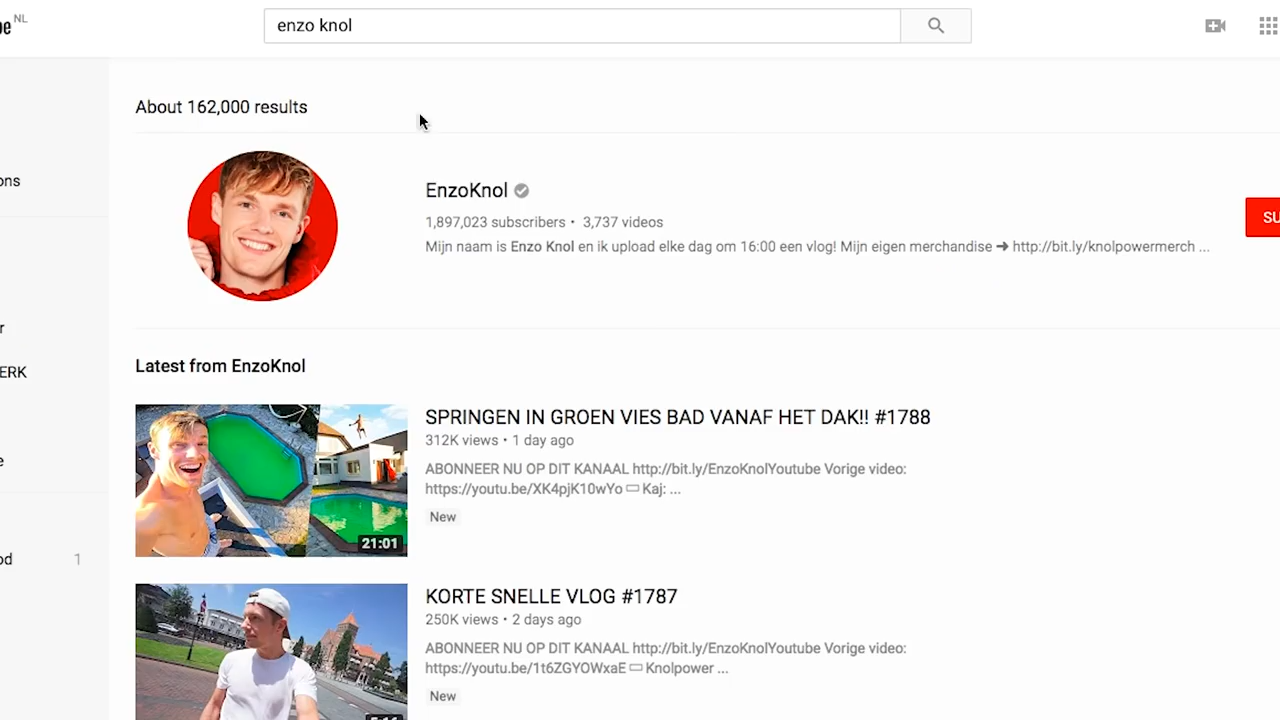 be NL
enzo knol
About 162,000 results
ons
EnzoKnol
1,897,023 subscribers • 3,737 videos
SU
Mijn naam is Enzo Knol en ik upload elke dag om 16:00 een vlog! Mijn eigen merchandise ➜ http://bit.ly/knolpowermerch ...
r
Latest from EnzoKnol
ERK
SPRINGEN IN GROEN VIES BAD VANAF HET DAK!! #1788
312K views • 1 day ago
ABONNEER NU OP DIT KANAAL http://bit.ly/EnzoKnolYoutube Vorige video:
https://youtu.be/XK4pjK10wYo ▭ Kaj: ...
e
New
21:01
od 1
KORTE SNELLE VLOG #1787
250K views • 2 days ago
ABONNEER NU OP DIT KANAAL http://bit.ly/EnzoKnolYoutube Vorige video:
https://youtu.be/1t6ZGYOWxaE ▭ Knolpower ...
New